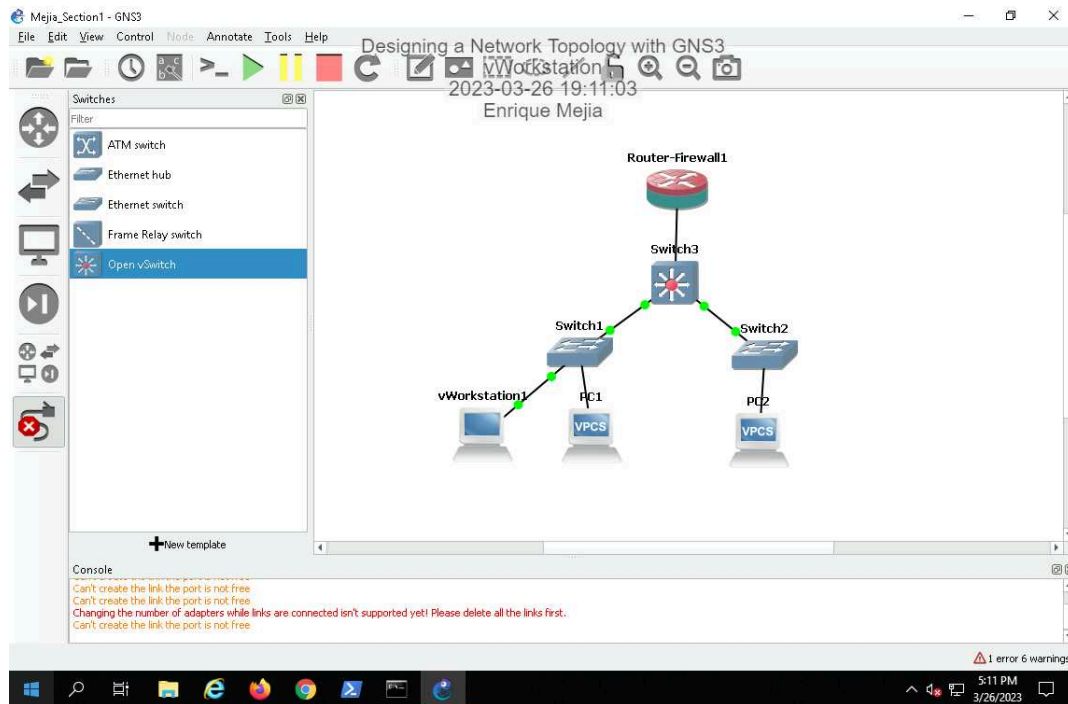 Mejia_Section1 - GNS3
File Edit View Control Node Annotate Tools Help
Designing a Network Topology with GNS3
vWorkstation
2023-03-26 19:11:03
Enrique Mejia
Switches
Filter
ATM switch
Ethernet hub
Ethernet switch
Frame Relay switch
Open vSwitch
New template
Router-Firewall1
Switch3
Switch1
Switch2
vWorkstation1
PC1
PC2
VPCS
VPCS
Console
Can't create the link the port is not free
Can't create the link the port is not free
Changing the number of adapters while links are connected isn't supported yet! Please delete all the links first.
Can't create the link the port is not free
1 error 6 warnings
5:11 PM
3/26/2023